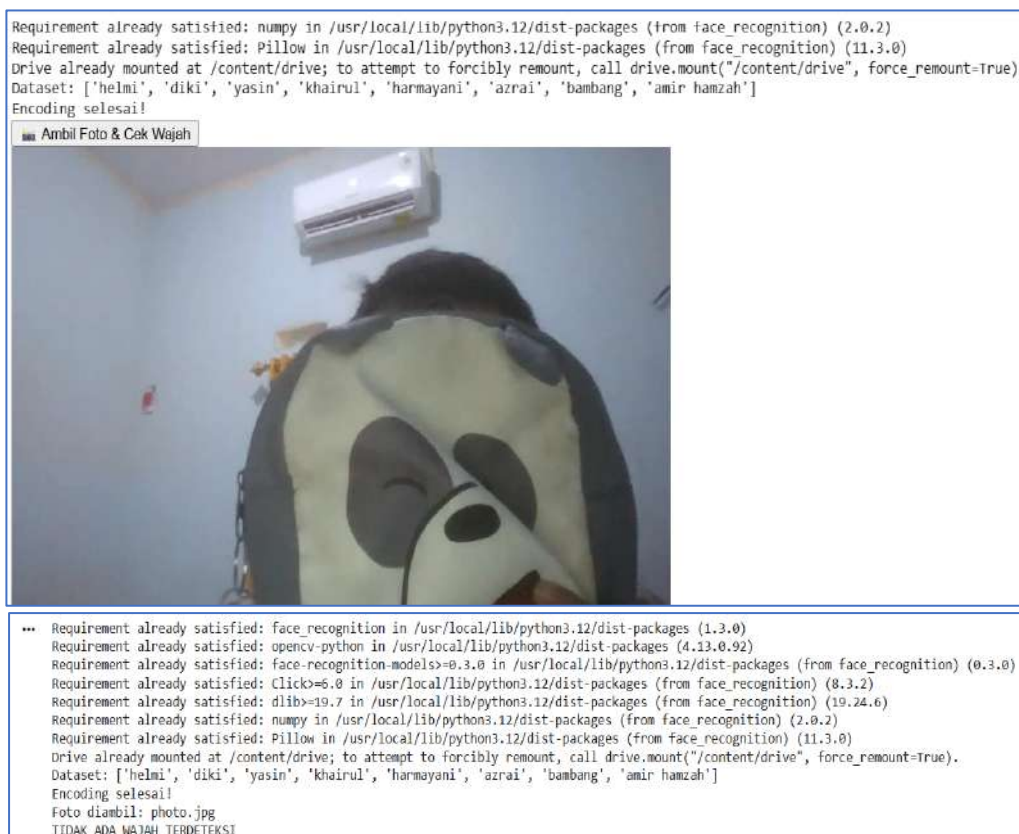 Requirement already satisfied: numpy in /usr/local/lib/python3.12/dist-packages (from face_recognition) (2.0.2)
Requirement already satisfied: Pillow in /usr/local/lib/python3.12/dist-packages (from face_recognition) (11.3.0)
Drive already mounted at /content/drive; to attempt to forcibly remount, call drive.mount("/content/drive", force_remount=True)
Dataset: ['helmi', 'diki', 'yasin', 'khairul', 'harmayani', 'azrai', 'bambang', 'amir hamzah']
Encoding selesai!
Ambil Foto & Cek Wajah
... Requirement already satisfied: face_recognition in /usr/local/lib/python3.12/dist-packages (1.3.0)
Requirement already satisfied: opencv-python in /usr/local/lib/python3.12/dist-packages (4.13.0.92)
Requirement already satisfied: face-recognition-models>=0.3.0 in /usr/local/lib/python3.12/dist-packages (from face_recognition) (0.3.0)
Requirement already satisfied: Click>=6.0 in /usr/local/lib/python3.12/dist-packages (from face_recognition) (8.3.2)
Requirement already satisfied: dlib>=19.7 in /usr/local/lib/python3.12/dist-packages (from face_recognition) (19.24.6)
Requirement already satisfied: numpy in /usr/local/lib/python3.12/dist-packages (from face_recognition) (2.0.2)
Requirement already satisfied: Pillow in /usr/local/lib/python3.12/dist-packages (from face_recognition) (11.3.0)
Drive already mounted at /content/drive; to attempt to forcibly remount, call drive.mount("/content/drive", force_remount=True).
Dataset: ['helmi', 'diki', 'yasin', 'khairul', 'harmayani', 'azrai', 'bambang', 'amir hamzah']
Encoding selesai!
Foto diambil: photo.jpg
TIDAK ADA WAJAH TERDETEKSI